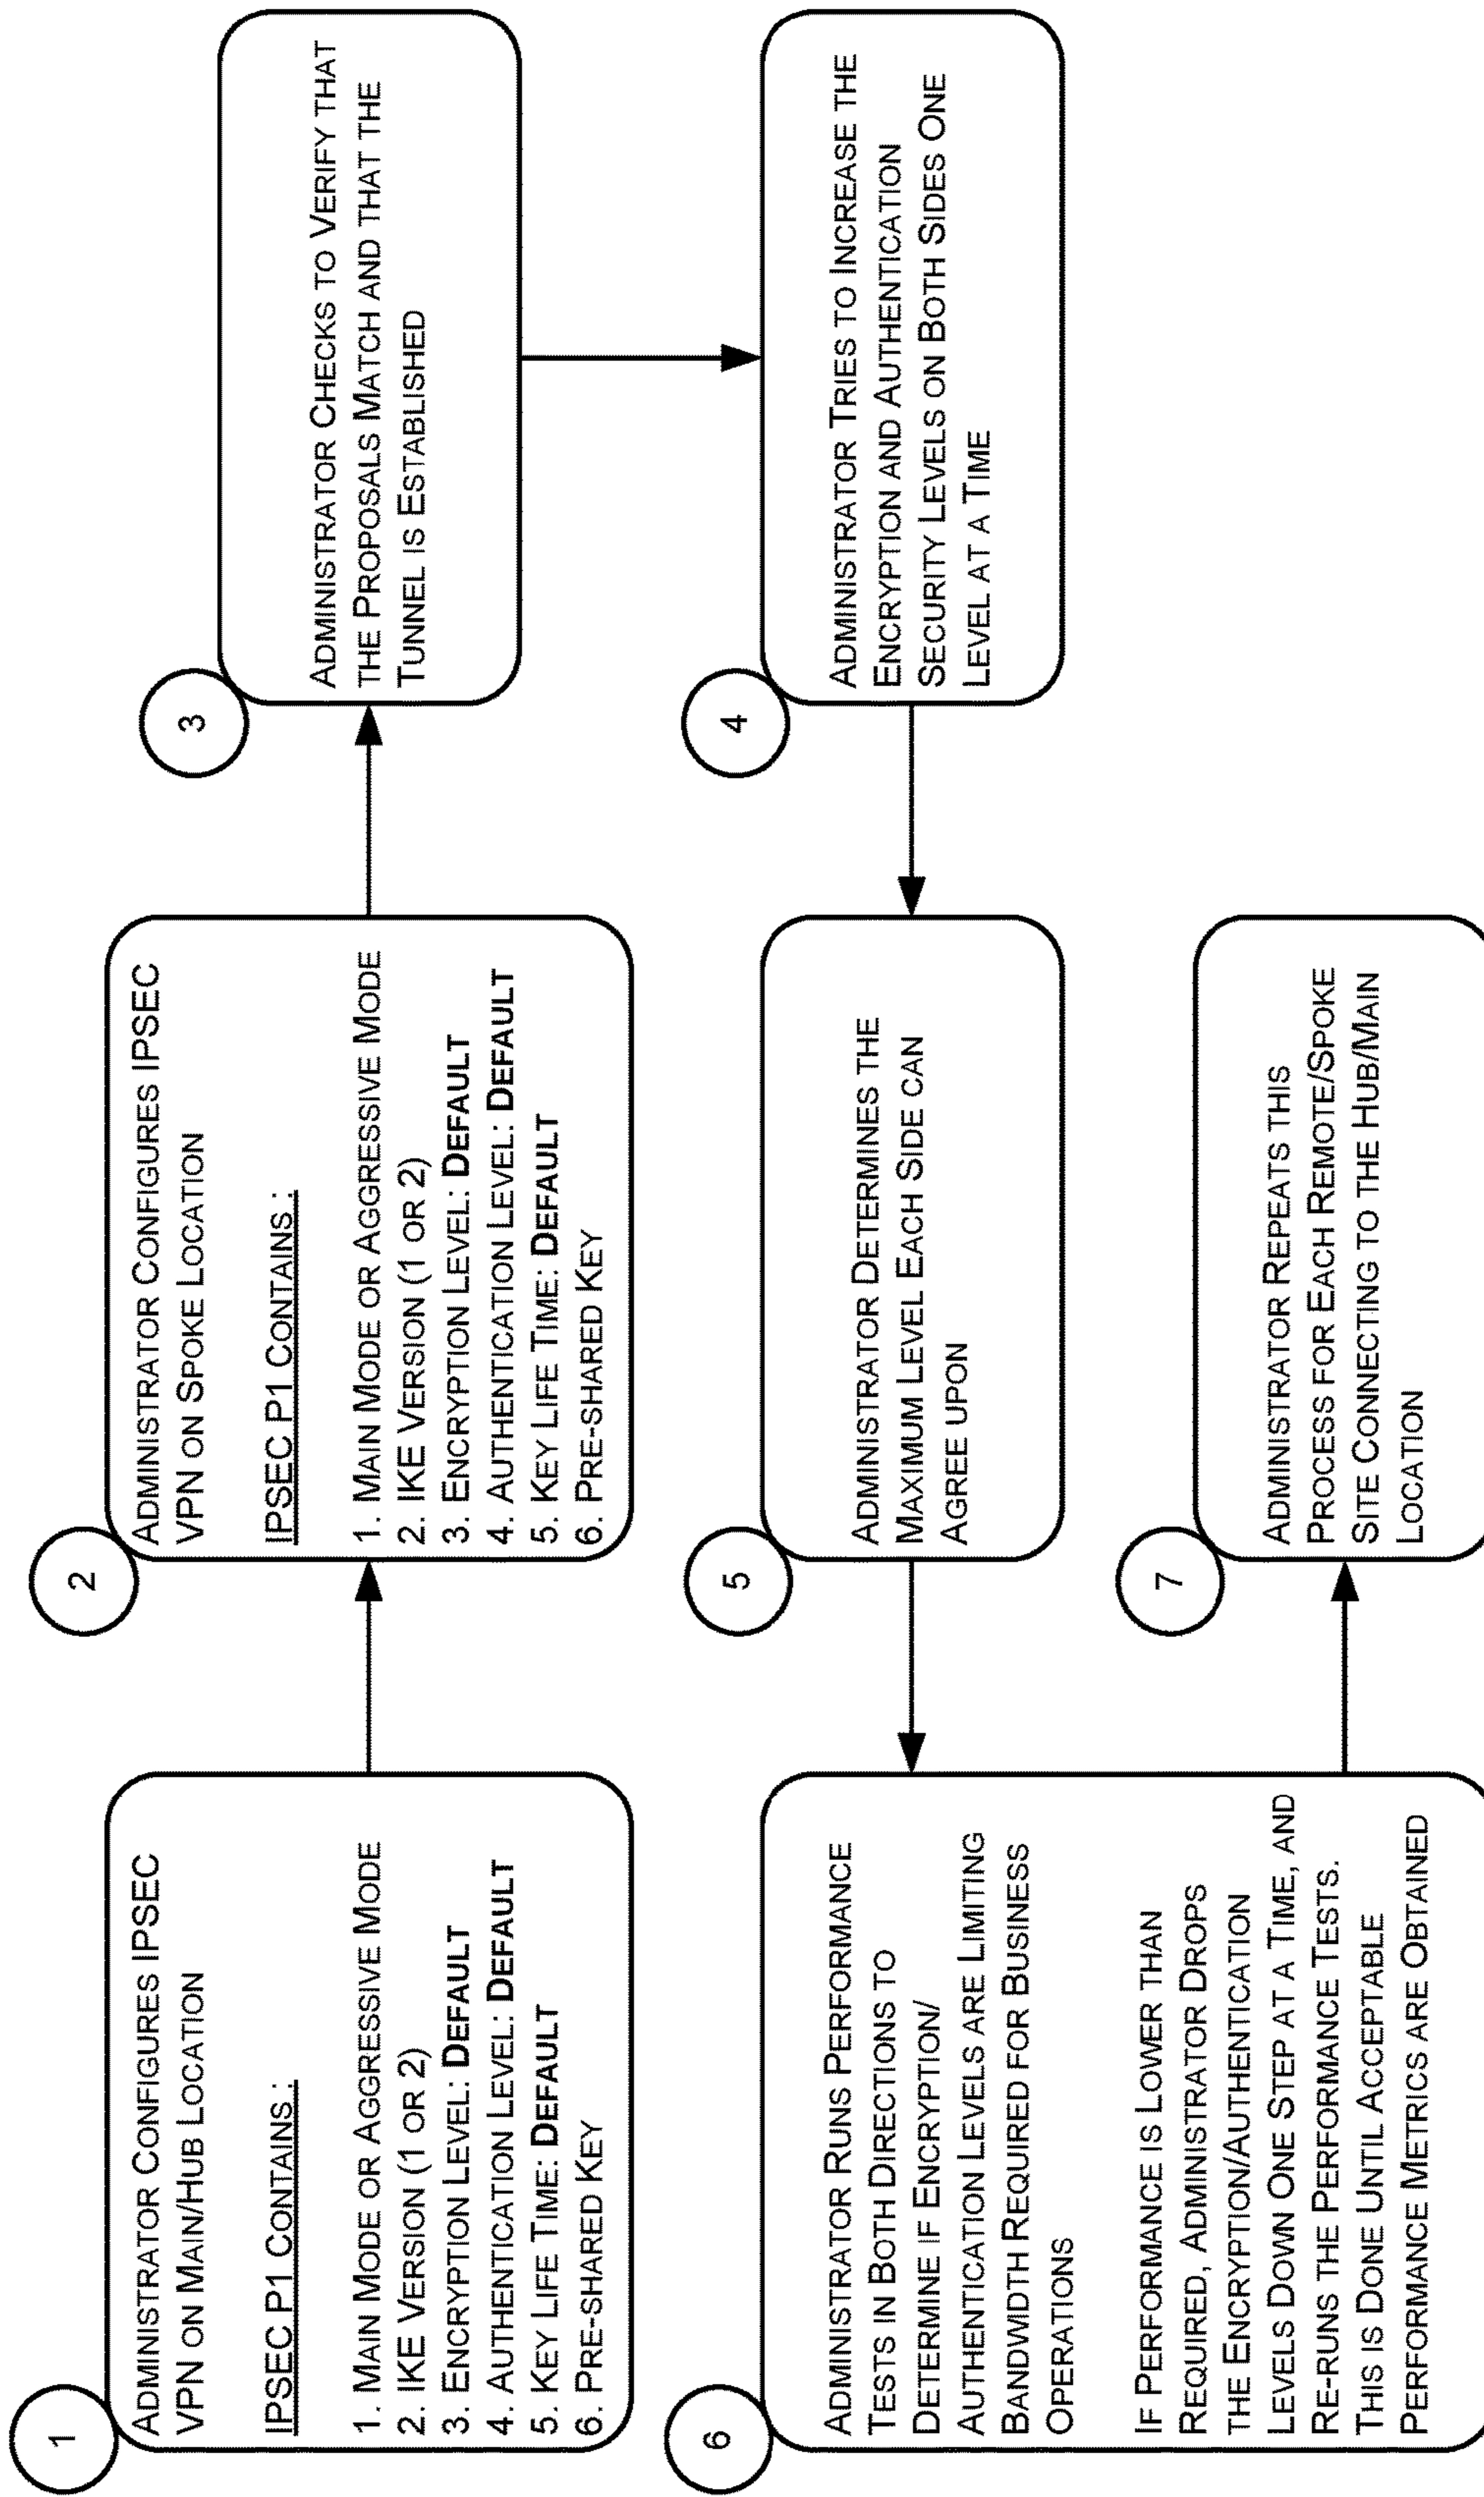 1
ADMINISTRATOR CONFIGURES IPSEC
VPN ON MAIN/HUB LOCATION
IPSEC P1 CONTAINS :
1. MAIN MODE OR AGGRESSIVE MODE
2. IKE VERSION (1 OR 2)
3. ENCRYPTION LEVEL: DEFAULT
4. AUTHENTICATION LEVEL: DEFAULT
5. KEY LIFE TIME: DEFAULT
6. PRE-SHARED KEY
2
ADMINISTRATOR CONFIGURES IPSEC
VPN ON SPOKE LOCATION
IPSEC P1 CONTAINS :
1. MAIN MODE OR AGGRESSIVE MODE
2. IKE VERSION (1 OR 2)
3. ENCRYPTION LEVEL: DEFAULT
4. AUTHENTICATION LEVEL: DEFAULT
5. KEY LIFE TIME: DEFAULT
6. PRE-SHARED KEY
3
ADMINISTRATOR CHECKS TO VERIFY THAT
THE PROPOSALS MATCH AND THAT THE
TUNNEL IS ESTABLISHED
4
ADMINISTRATOR TRIES TO INCREASE THE
ENCRYPTION AND AUTHENTICATION
SECURITY LEVELS ON BOTH SIDES ONE
LEVEL AT A TIME
5
ADMINISTRATOR DETERMINES THE
MAXIMUM LEVEL EACH SIDE CAN
AGREE UPON
6
ADMINISTRATOR RUNS PERFORMANCE
TESTS IN BOTH DIRECTIONS TO
DETERMINE IF ENCRYPTION/
AUTHENTICATION LEVELS ARE LIMITING
BANDWIDTH REQUIRED FOR BUSINESS
OPERATIONS
IF PERFORMANCE IS LOWER THAN
REQUIRED, ADMINISTRATOR DROPS
THE ENCRYPTION/AUTHENTICATION
LEVELS DOWN ONE STEP AT A TIME, AND
RE-RUNS THE PERFORMANCE TESTS.
THIS IS DONE UNTIL ACCEPTABLE
PERFORMANCE METRICS ARE OBTAINED
7
ADMINISTRATOR REPEATS THIS
PROCESS FOR EACH REMOTE/SPOKE
SITE CONNECTING TO THE HUB/MAIN
LOCATION